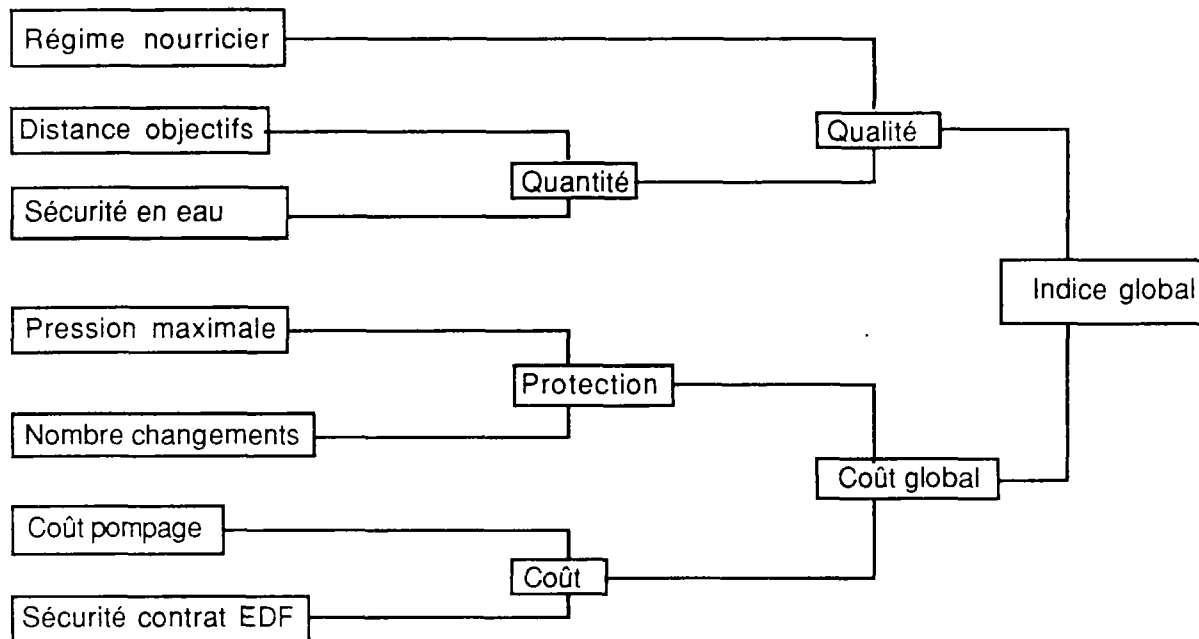 Régime nourricier
Distance objectifs
Qualité
Quantité
Sécurité en eau
Indice global
Pression maximale
Protection
Nombre changements
Coût global
Coût pompage
Coût
Sécurité contrat EDF